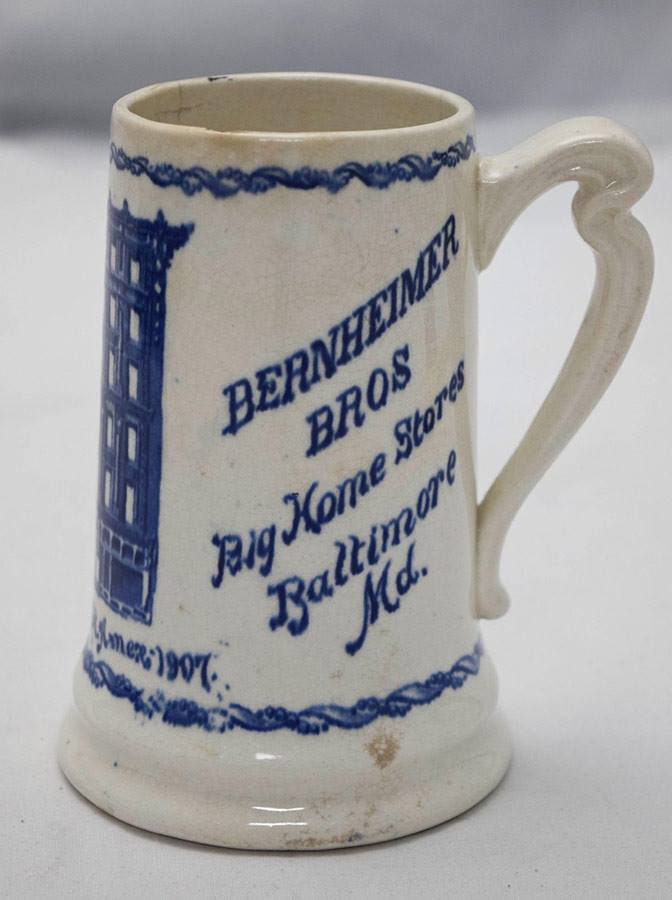 BERNHEIMER
BROS
Big Home Stores
Baltimore
Md.
1907.